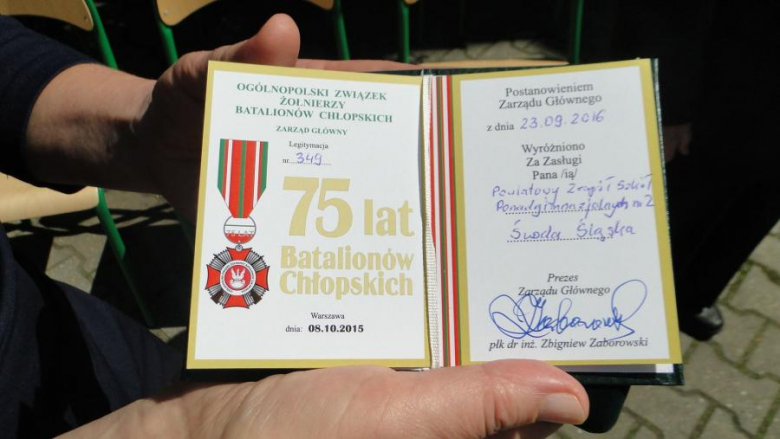 OGÓLNOPOLSKI ZWIĄZEK
ŻOŁNIERZY
BATALIONÓW CHŁOPSKICH
ZARZĄD GŁÓWNY
Legitymacja
nr 349
75 lat
Batalionów
Chłopskich
Warszawa
dnia: 08.10.2015
Postanowieniem
Zarządu Głównego
z dnia 23.09.2016
Wyróżniono
Za Zasługi
Pana /ią/
Powiatowy Zespół Szkół
Ponadgimnazjalnych nr 2
Środa Śląska
Prezes
Zarządu Głównego
płk dr inż. Zbigniew Zaborowski